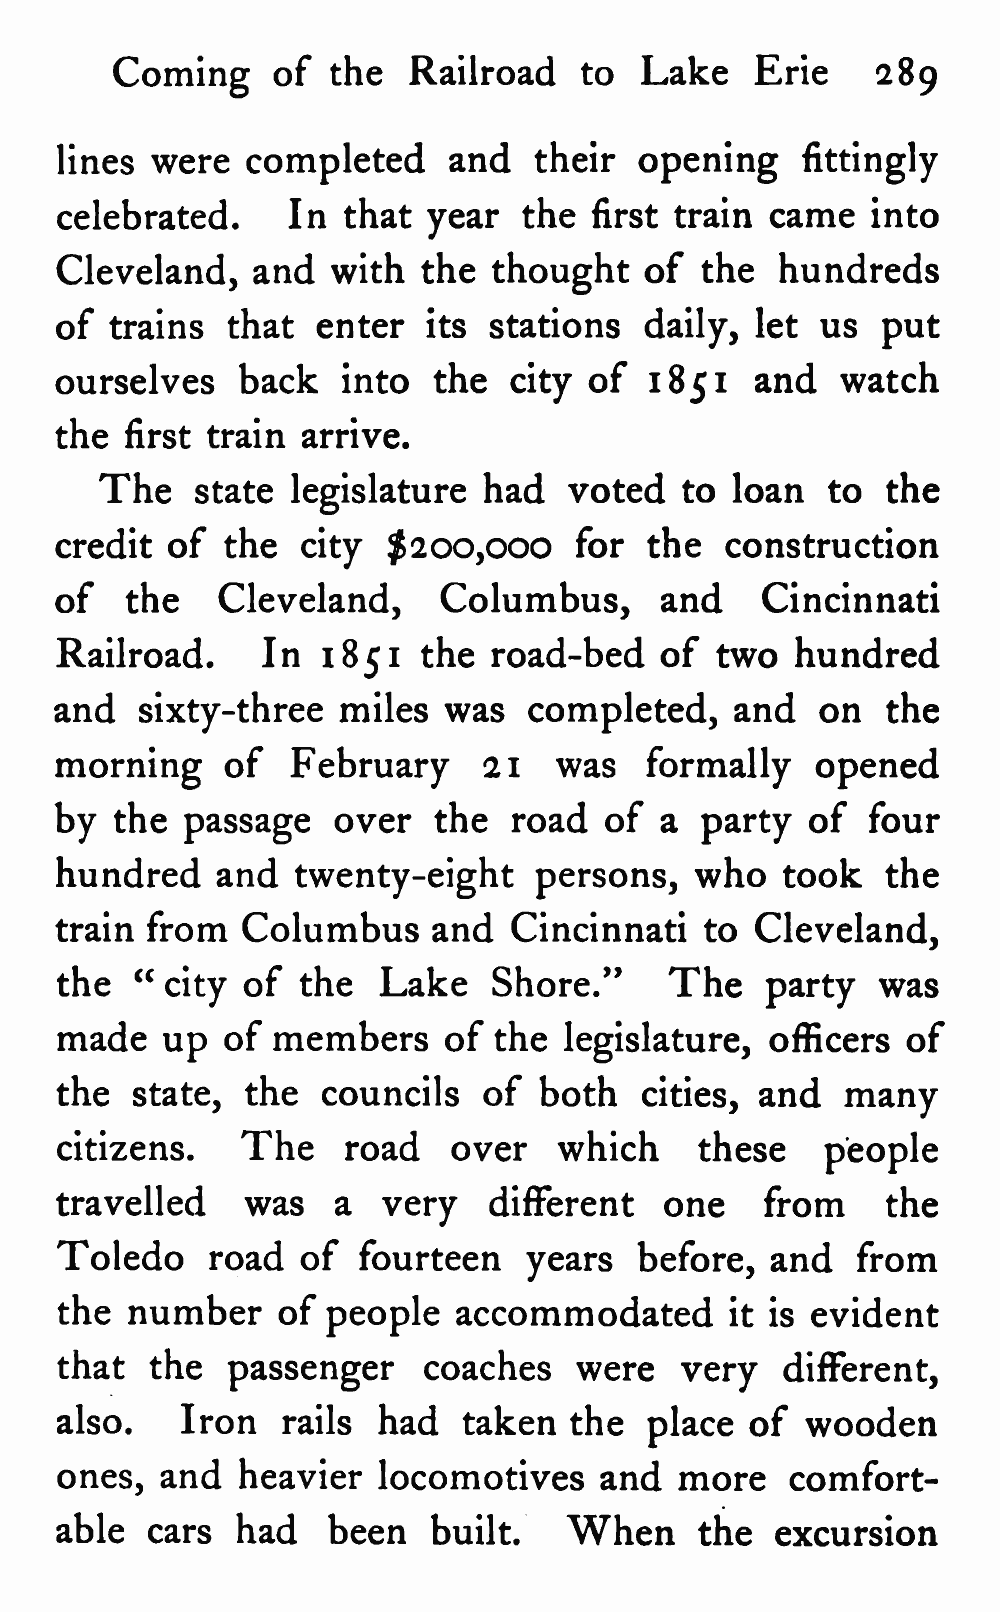 Coming of the Railroad to Lake Erie 289
lines were completed and their opening fittingly
celebrated. In that year the first train came into
Cleveland, and with the thought of the hundreds
of trains that enter its stations daily, let us put
ourselves back into the city of 1851 and watch
the first train arrive.
The state legislature had voted to loan to the
credit of the city $200,000 for the construction
of the Cleveland, Columbus, and Cincinnati
Railroad. In 1851 the road-bed of two hundred
and sixty-three miles was completed, and on the
morning of February 21 was formally opened
by the passage over the road of a party of four
hundred and twenty-eight persons, who took the
train from Columbus and Cincinnati to Cleveland,
the “city of the Lake Shore.” The party was
made up of members of the legislature, officers of
the state, the councils of both cities, and many
citizens. The road over which these people
travelled was a very different one from the
Toledo road of fourteen years before, and from
the number of people accommodated it is evident
that the passenger coaches were very different,
also. Iron rails had taken the place of wooden
ones, and heavier locomotives and more comfort-
able cars had been built. When the excursion